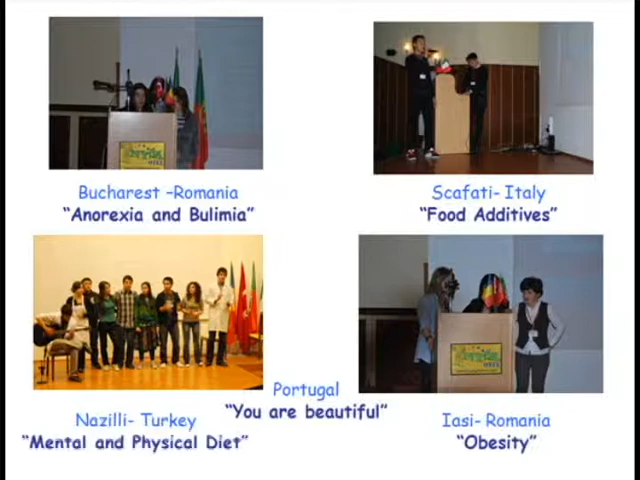 Bucharest –Romania
“Anorexia and Bulimia”
Scafati- Italy
“Food Additives”
Portugal
“You are beautiful”
Nazilli- Turkey
“Mental and Physical Diet”
Iasi- Romania
“Obesity”